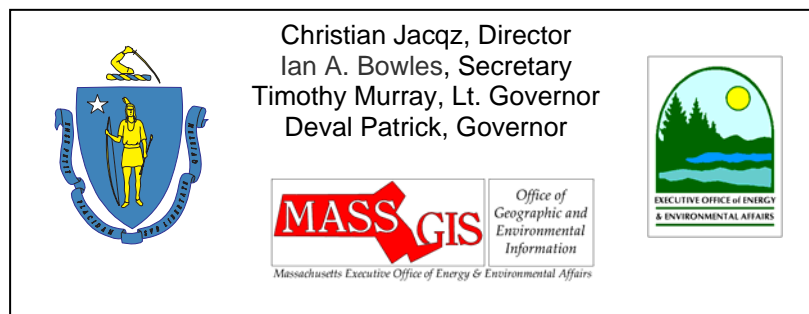 Christian Jacqz, Director
Ian A. Bowles, Secretary
Timothy Murray, Lt. Governor
Deval Patrick, Governor
MASS GIS
Office of
Geographic and
Environmental
Information
Massachusetts Executive Office of Energy & Environmental Affairs
EXECUTIVE OFFICE of ENERGY
& ENVIRONMENTAL AFFAIRS